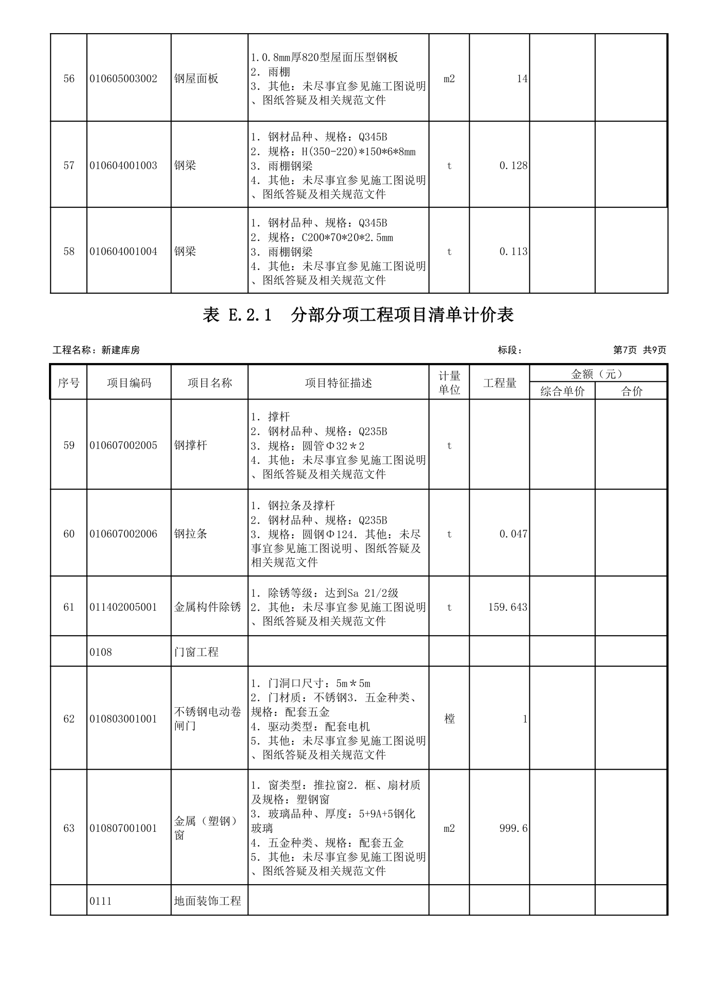 1.0.8mm厚820型屋面压型钢板
2. 雨棚
56 010605003002 钢屋面板 m2 14
3. 其他：未尽事宜参见施工图说明
、图纸答疑及相关规范文件
1. 钢材品种、规格：Q345B
2. 规格：H(350-220)*150*6*8mm
57 010604001003 钢梁 3. 雨棚钢梁 t 0.128
4. 其他：未尽事宜参见施工图说明
、图纸答疑及相关规范文件
1. 钢材品种、规格：Q345B
2. 规格：C200*70*20*2.5mm
58 010604001004 钢梁 3. 雨棚钢梁 t 0.113
4. 其他：未尽事宜参见施工图说明
、图纸答疑及相关规范文件
表 E.2.1 分部分项工程项目清单计价表
工程名称：新建库房 标段： 第7页 共9页
序号 项目编码 项目名称 项目特征描述 计量 工程量 金额（元）
单位 综合单价 合价
1. 撑杆
2. 钢材品种、规格：Q235B
59 010607002005 钢撑杆 3. 规格：圆管Φ32＊2 t
4. 其他：未尽事宜参见施工图说明
、图纸答疑及相关规范文件
1. 钢拉条及撑杆
2. 钢材品种、规格：Q235B
60 010607002006 钢拉条 3. 规格：圆钢Φ124. 其他：未尽 t 0.047
事宜参见施工图说明、图纸答疑及
相关规范文件
1. 除锈等级：达到Sa 21/2级
61 011402005001 金属构件除锈 2. 其他：未尽事宜参见施工图说明 t 159.643
、图纸答疑及相关规范文件
0108 门窗工程
1. 门洞口尺寸：5m＊5m
2. 门材质：不锈钢3. 五金种类、
不锈钢电动卷 规格：配套五金
62 010803001001 樘 1
闸门 4. 驱动类型：配套电机
5. 其他：未尽事宜参见施工图说明
、图纸答疑及相关规范文件
1. 窗类型：推拉窗2. 框、扇材质
及规格：塑钢窗
3. 玻璃品种、厚度：5+9A+5钢化
金属（塑钢） 玻璃
63 010807001001 m2 999.6
窗 4. 五金种类、规格：配套五金
5. 其他：未尽事宜参见施工图说明
、图纸答疑及相关规范文件
0111 地面装饰工程